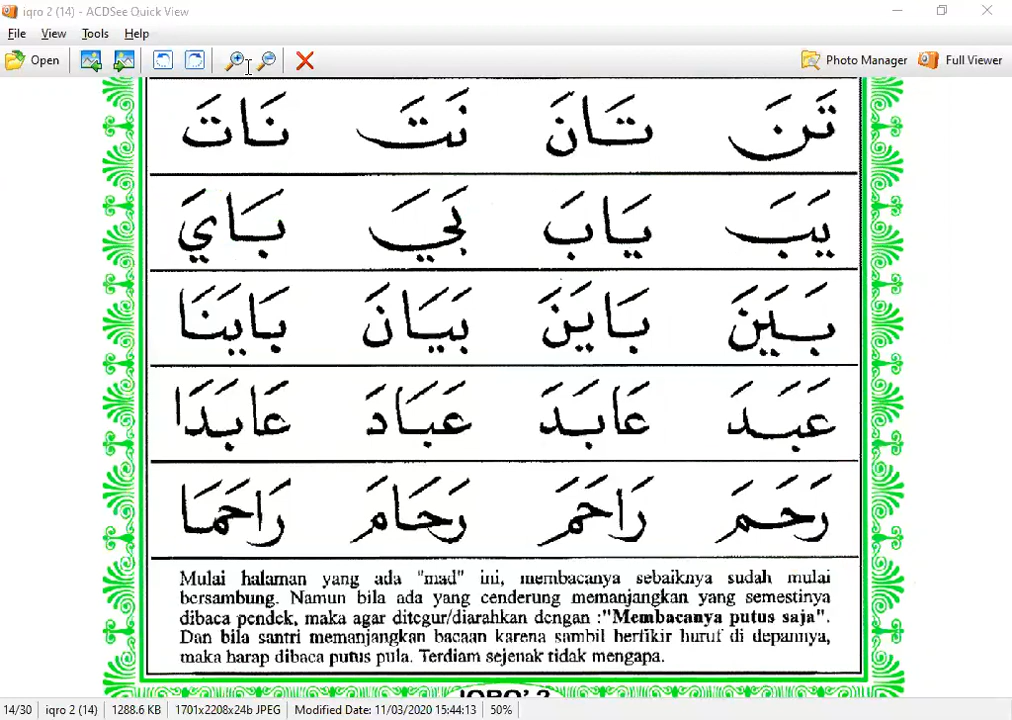 iqro 2 (14) - ACDSee Quick View
File View Tools Help
Open Photo Manager Full Viewer
تَنَ تَانَ نَتَ نَاتَ
يَبَ يَابَ بَيَ بَايَ
بَيَنَ بَايَنَ بَيَانَ بَايَنَا
عَبَدَ عَابَدَ عَبَادَ عَابَدَا
رَحَمَ رَاحَمَ رَحَامَ رَاحَمَا
Mulai halaman yang ada "mad" ini, membacanya sebaiknya sudah mulai
bersambung. Namun bila ada yang cenderung memanjangkan yang semestinya
dibaca pendek, maka agar ditegur/diarahkan dengan :"Membacanya putus saja".
Dan bila santri memanjangkan bacaan karena sambil berfikir huruf di depannya,
maka harap dibaca putus pula. Terdiam sejenak tidak mengapa.
IQRO' 2
14/30 iqro 2 (14) 1288.6 KB 1701x2208x24b JPEG Modified Date: 11/03/2020 15:44:13 50%